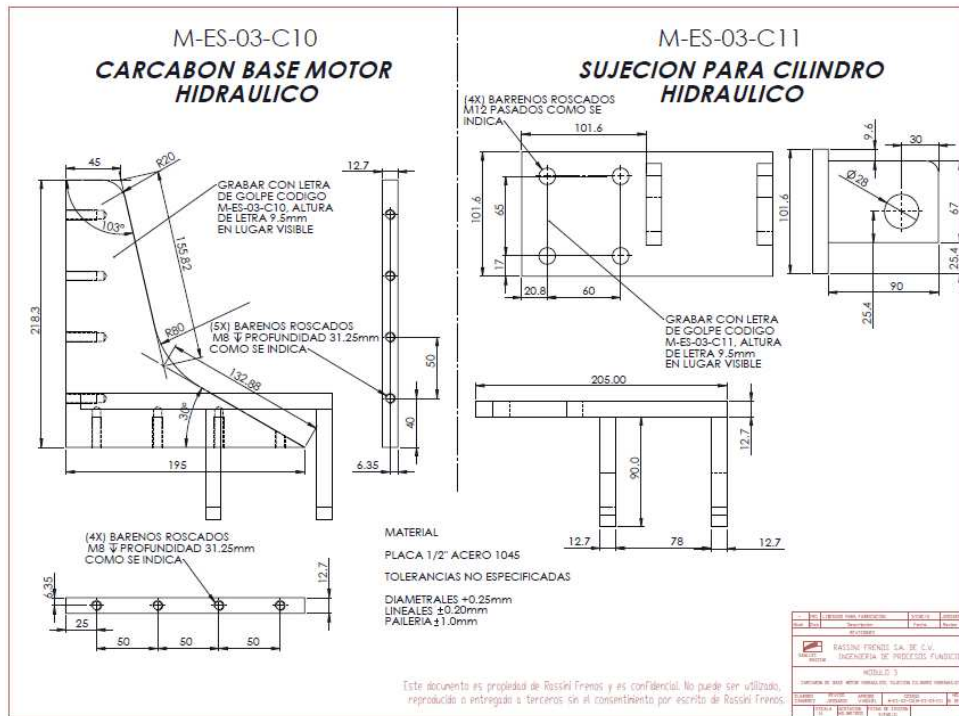 M-ES-03-C10
CARCABON BASE MOTOR
HIDRAULICO
45
R20
12.7
GRABAR CON LETRA
DE GOLPE CODIGO
M-ES-03-C10, ALTURA
DE LETRA 9.5mm
EN LUGAR VISIBLE
103°
155.82
218.3
R80
(5X) BARENOS ROSCADOS
M8 ↧ PROFUNDIDAD 31.25mm
COMO SE INDICA
132.88
50
30°
40
195
6.35
(4X) BARENOS ROSCADOS
M8 ↧ PROFUNDIDAD 31.25mm
COMO SE INDICA
6.35
12.7
25
50
50
50
M-ES-03-C11
SUJECION PARA CILINDRO
HIDRAULICO
(4X) BARRENOS ROSCADOS
M12 PASADOS COMO SE
INDICA
101.6
9.6
30
Ø28
101.6
65
17
101.6
67
25.4
20.8
60
90
25.4
GRABAR CON LETRA
DE GOLPE CODIGO
M-ES-03-C11, ALTURA
DE LETRA 9.5mm
EN LUGAR VISIBLE
205.00
12.7
90.0
12.7
78
12.7
MATERIAL
PLACA 1/2" ACERO 1045
TOLERANCIAS NO ESPECIFICADAS
DIAMETRALES +0.25mm
LINEALES ±0.20mm
PAILERIA ±1.0mm
RASSINI FRENOS S.A. DE C.V.
INGENIERIA DE PROCESOS FUNDICIO
MODULO 3
Este documento es propiedad de Rassini Frenos y es confidencial. No puede ser utilizado,
reproducido o entregado a terceros sin el consentimiento por escrito de Rassini Frenos.